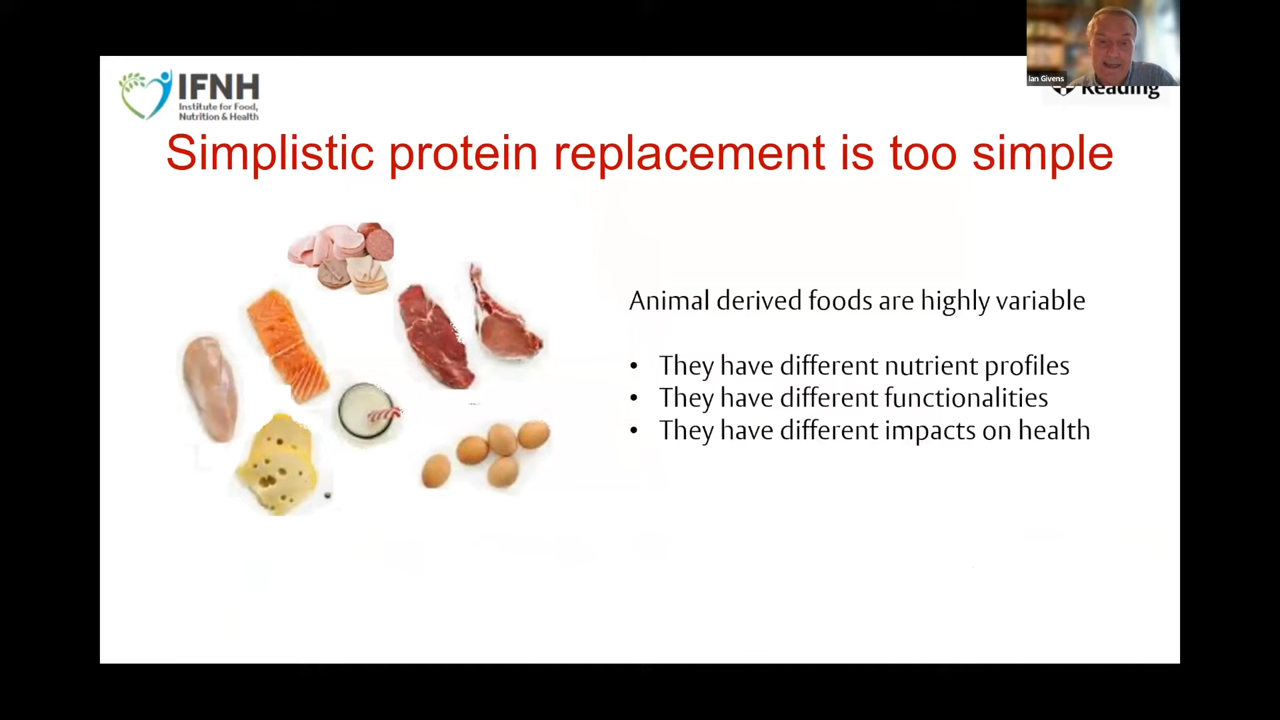 Ian Givens
IFNH
Institute for Food,
Nutrition & Health
Reading
Simplistic protein replacement is too simple
Animal derived foods are highly variable
• They have different nutrient profiles
• They have different functionalities
• They have different impacts on health